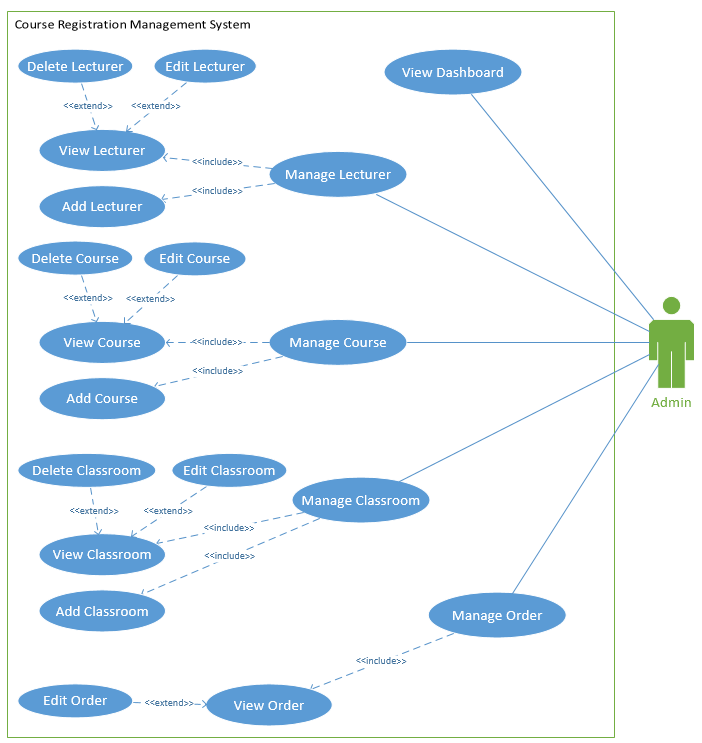 Course Registration Management System
Delete Lecturer
Edit Lecturer
View Dashboard
<<extend>>
<<extend>>
View Lecturer
<<include>>
Manage Lecturer
<<include>>
Add Lecturer
Delete Course
Edit Course
<<extend>>
<<extend>>
View Course
<<include>>
Manage Course
<<include>>
Add Course
Admin
Delete Classroom
Edit Classroom
Manage Classroom
<<extend>>
<<extend>>
<<include>>
View Classroom
<<include>>
Add Classroom
Manage Order
<<include>>
Edit Order
<<extend>>
View Order